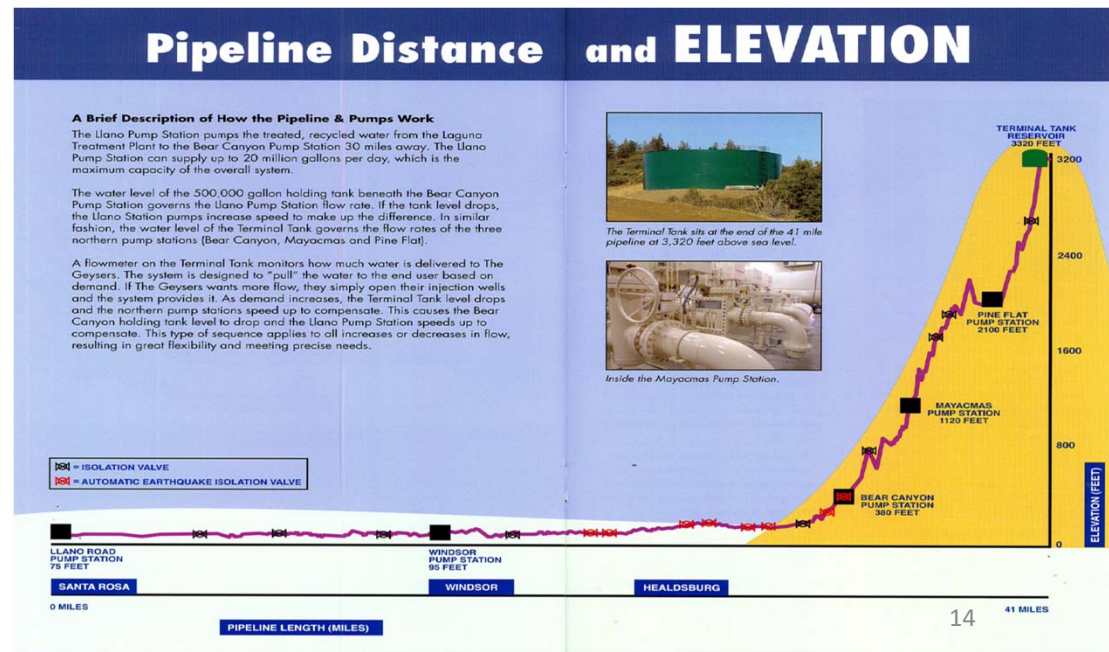 Pipeline Distance and ELEVATION
A Brief Description of How the Pipeline & Pumps Work
The Llano Pump Station pumps the treated, recycled water from the Laguna
Treatment Plant to the Bear Canyon Pump Station 30 miles away. The Llano
Pump Station can supply up to 20 million gallons per day, which is the
maximum capacity of the overall system.
The water level of the 500,000 gallon holding tank beneath the Bear Canyon
Pump Station governs the Llano Pump Station flow rate. If the tank level drops,
the Llano Station pumps increase speed to make up the difference. In similar
fashion, the water level of the Terminal Tank governs the flow rates of the three
northern pump stations (Bear Canyon, Mayacmas and Pine Flat).
A flowmeter on the Terminal Tank monitors how much water is delivered to The
Geysers. The system is designed to "pull" the water to the end user based on
demand. If The Geysers wants more flow, they simply open their injection wells
and the system provides it. As demand increases, the Terminal Tank level drops
and the northern pump stations speed up to compensate. This causes the Bear
Canyon holding tank level to drop and the Llano Pump Station speeds up to
compensate. This type of sequence applies to all increases or decreases in flow,
resulting in great flexibility and meeting precise needs.
The Terminal Tank sits at the end of the 41 mile
pipeline at 3,320 feet above sea level.
Inside the Mayacmas Pump Station.
TERMINAL TANK
RESERVOIR
3320 FEET
3200
2400
PINE FLAT
PUMP STATION
2100 FEET
1600
MAYACMAS
PUMP STATION
1120 FEET
800
BEAR CANYON
PUMP STATION
380 FEET
0
ELEVATION (FEET)
= ISOLATION VALVE
= AUTOMATIC EARTHQUAKE ISOLATION VALVE
LLANO ROAD
PUMP STATION
75 FEET
WINDSOR
PUMP STATION
95 FEET
SANTA ROSA
WINDSOR
HEALDSBURG
0 MILES
41 MILES
PIPELINE LENGTH (MILES)
14